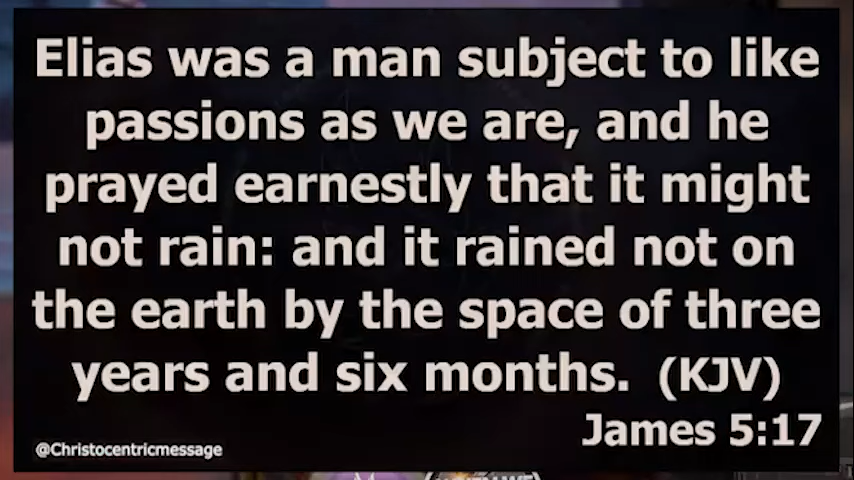 Elias was a man subject to like
passions as we are, and he
prayed earnestly that it might
not rain: and it rained not on
the earth by the space of three
years and six months. (KJV)
James 5:17
@Christocentricmessage